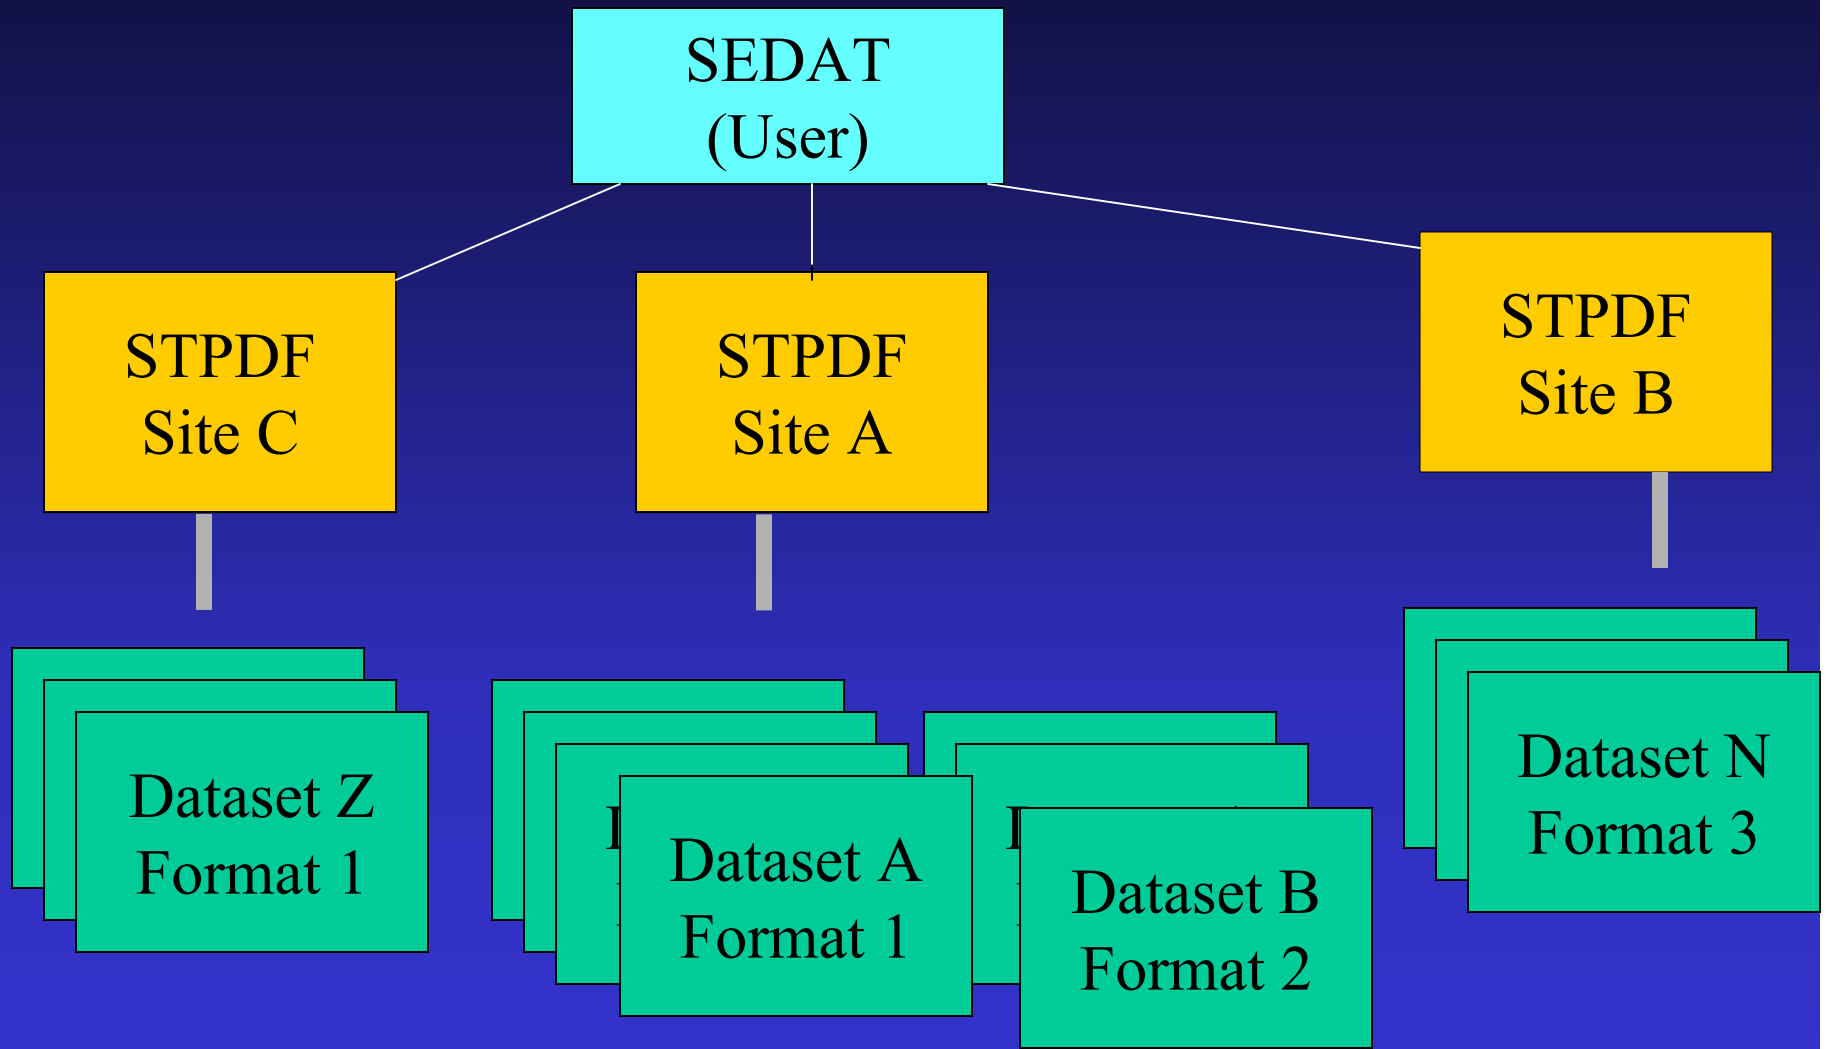 SEDAT
(User)
STPDF
Site C
STPDF
Site A
STPDF
Site B
Dataset Z
Format 1
Dataset A
Format 1
Dataset B
Format 2
Dataset N
Format 3